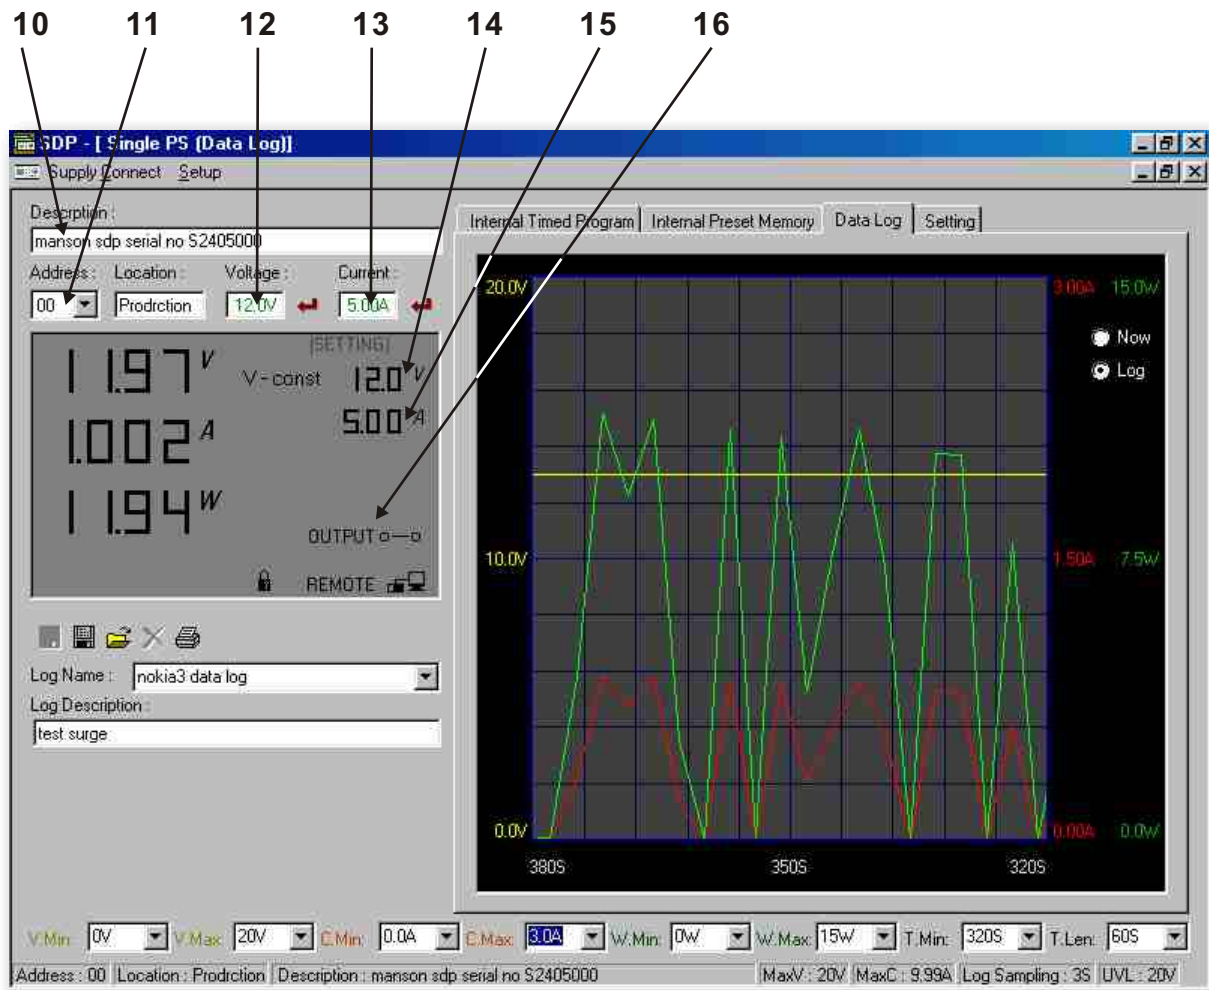 10 11 12 13 14 15 16
SDP - [ Single PS (Data Log)]
Supply Connect Setup
Descrption :
manson sdp serial no S2405000
Address : Location : Voltage : Current :
00 Prodrction 12.0V 5.00A
Internal Timed Program Internal Preset Memory Data Log Setting
11.97 V
[SETTING]
V-const 12.0 V
5.00 A
1.002 A
11.94 W
OUTPUT
REMOTE
Log Name : nokia3 data log
Log Description :
test surge
20.0V 3.00A 15.0W
Now
Log
10.0V 1.50A 7.5W
0.0V 0.00A 0.0W
380S 350S 320S
V.Min: 0V V.Max: 20V C.Min: 0.0A C.Max: 3.0A W.Min: 0W W.Max: 15W T.Min: 320S T.Len: 60S
Address : 00 Location : Prodrction Description : manson sdp serial no S2405000 MaxV : 20V MaxC : 9.99A Log Sampling : 3S UVL : 20V